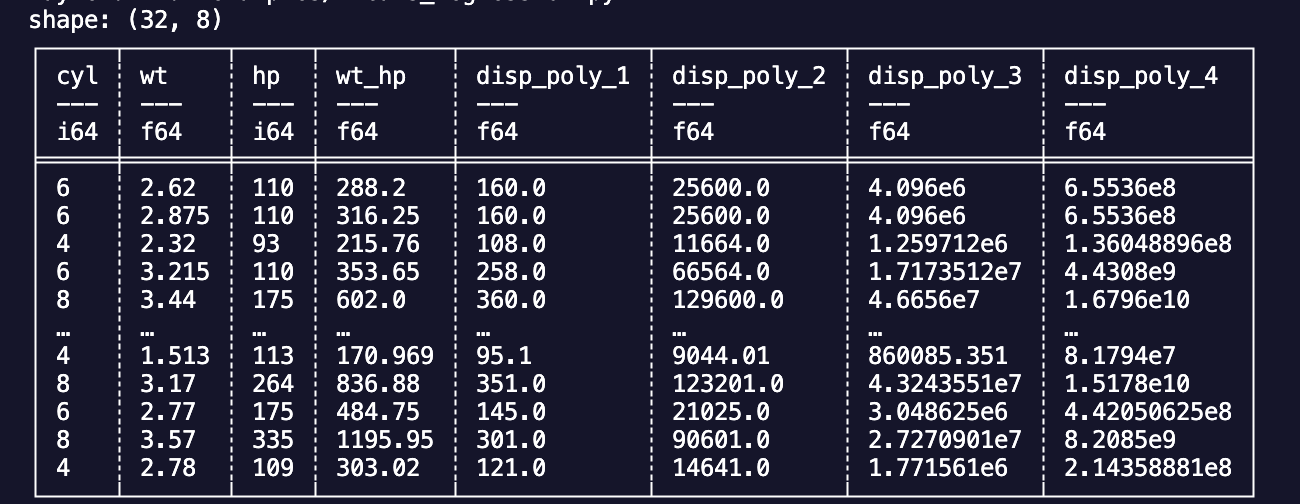 shape: (32, 8)
cyl wt hp wt_hp disp_poly_1 disp_poly_2 disp_poly_3 disp_poly_4
--- --- --- --- --- --- --- ---
i64 f64 i64 f64 f64 f64 f64 f64
6 2.62 110 288.2 160.0 25600.0 4.096e6 6.5536e8
6 2.875 110 316.25 160.0 25600.0 4.096e6 6.5536e8
4 2.32 93 215.76 108.0 11664.0 1.259712e6 1.36048896e8
6 3.215 110 353.65 258.0 66564.0 1.7173512e7 4.4308e9
8 3.44 175 602.0 360.0 129600.0 4.6656e7 1.6796e10
… … … … … … … …
4 1.513 113 170.969 95.1 9044.01 860085.351 8.1794e7
8 3.17 264 836.88 351.0 123201.0 4.3243551e7 1.5178e10
6 2.77 175 484.75 145.0 21025.0 3.048625e6 4.42050625e8
8 3.57 335 1195.95 301.0 90601.0 2.7270901e7 8.2085e9
4 2.78 109 303.02 121.0 14641.0 1.771561e6 2.14358881e8